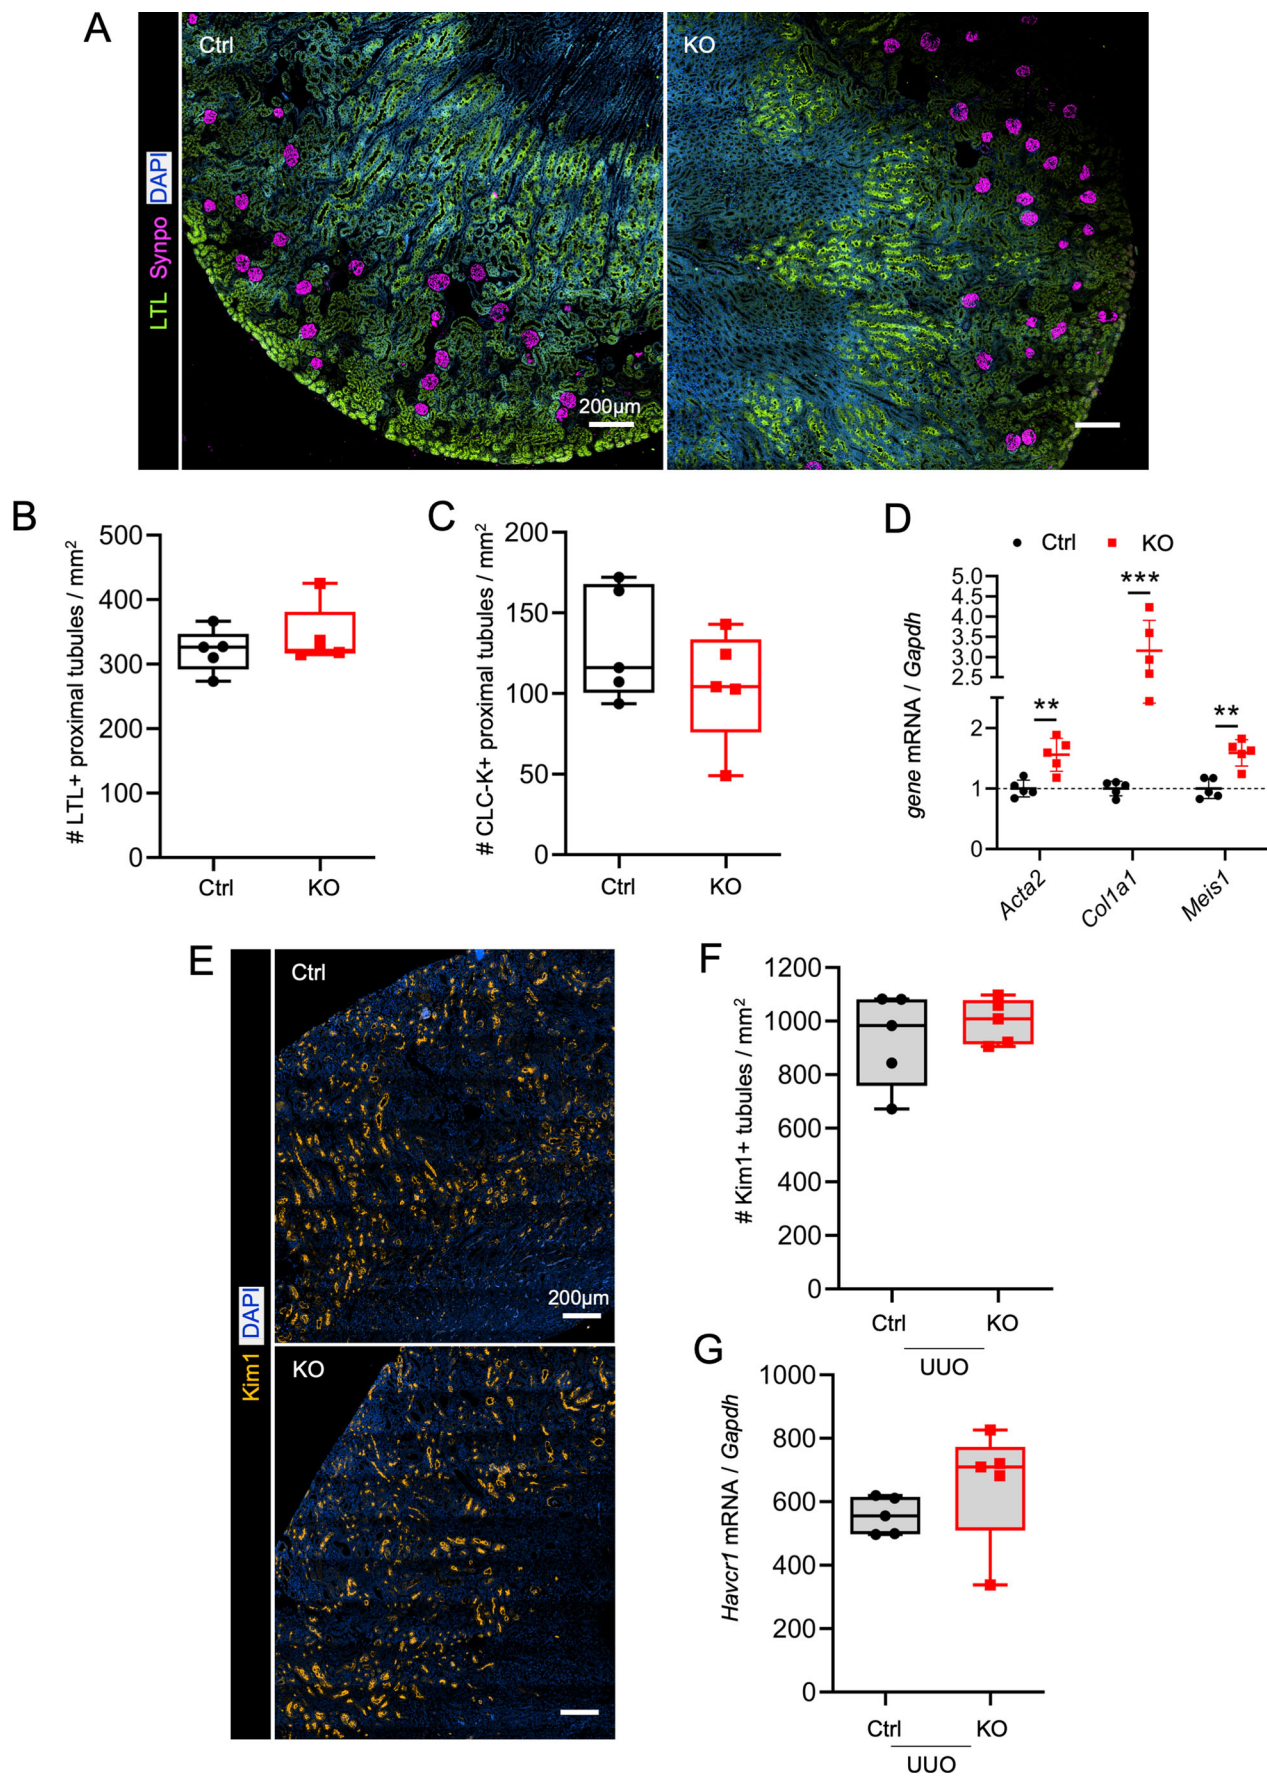 A
Ctrl
KO
LTL Synpo DAPI
200µm
B
# LTL+ proximal tubules / mm²
500
400
300
200
100
0
Ctrl
KO
C
# CLC-K+ proximal tubules / mm²
200
150
100
50
0
Ctrl
KO
D
Ctrl
KO
gene mRNA / Gapdh
5.0
4.5
4.0
3.5
3.0
2.5
2
1
0
**
***
**
Acta2
Col1a1
Meis1
E
Ctrl
200µm
KO
Kim1 DAPI
F
# Kim1+ tubules / mm²
1200
1000
800
600
400
200
0
Ctrl
KO
UUO
G
Havcr1 mRNA / Gapdh
1000
800
600
400
200
0
Ctrl
KO
UUO